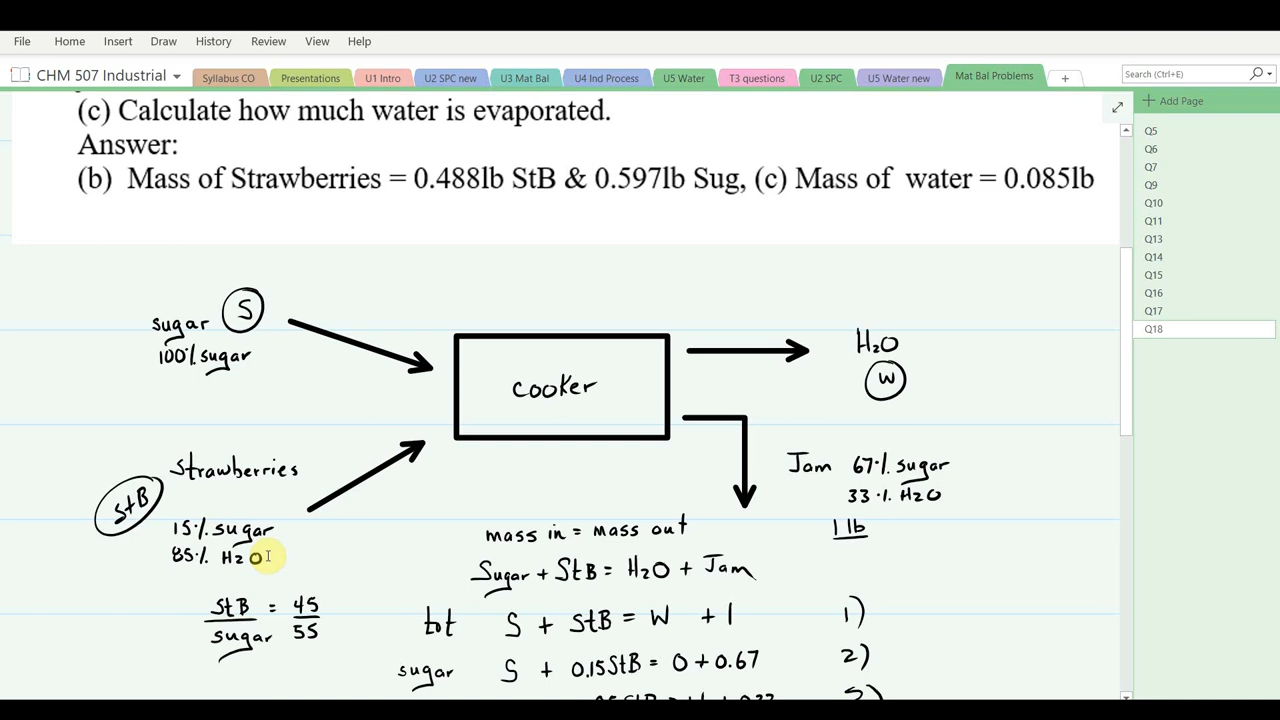 File Home Insert Draw History Review View Help
CHM 507 Industrial Syllabus CO Presentations U1 Intro U2 SPC new U3 Mat Bal U4 Ind Process U5 Water T3 questions U2 SPC U5 Water new Mat Bal Problems + Search (Ctrl+E)
+ Add Page
Q5
Q6
Q7
Q9
Q10
Q11
Q13
Q14
Q15
Q16
Q17
Q18
(c) Calculate how much water is evaporated.
Answer:
(b) Mass of Strawberries = 0.488lb StB & 0.597lb Sug, (c) Mass of water = 0.085lb
sugar S
100% sugar
cooker
H2O
W
Strawberries
StB
15% sugar
85% H2O
StB = 45
sugar 55
Jam 67% sugar
33% H2O
1 lb
mass in = mass out
Sugar + StB = H2O + Jam
tot S + StB = W + 1 1)
sugar S + 0.15StB = 0 + 0.67 2)